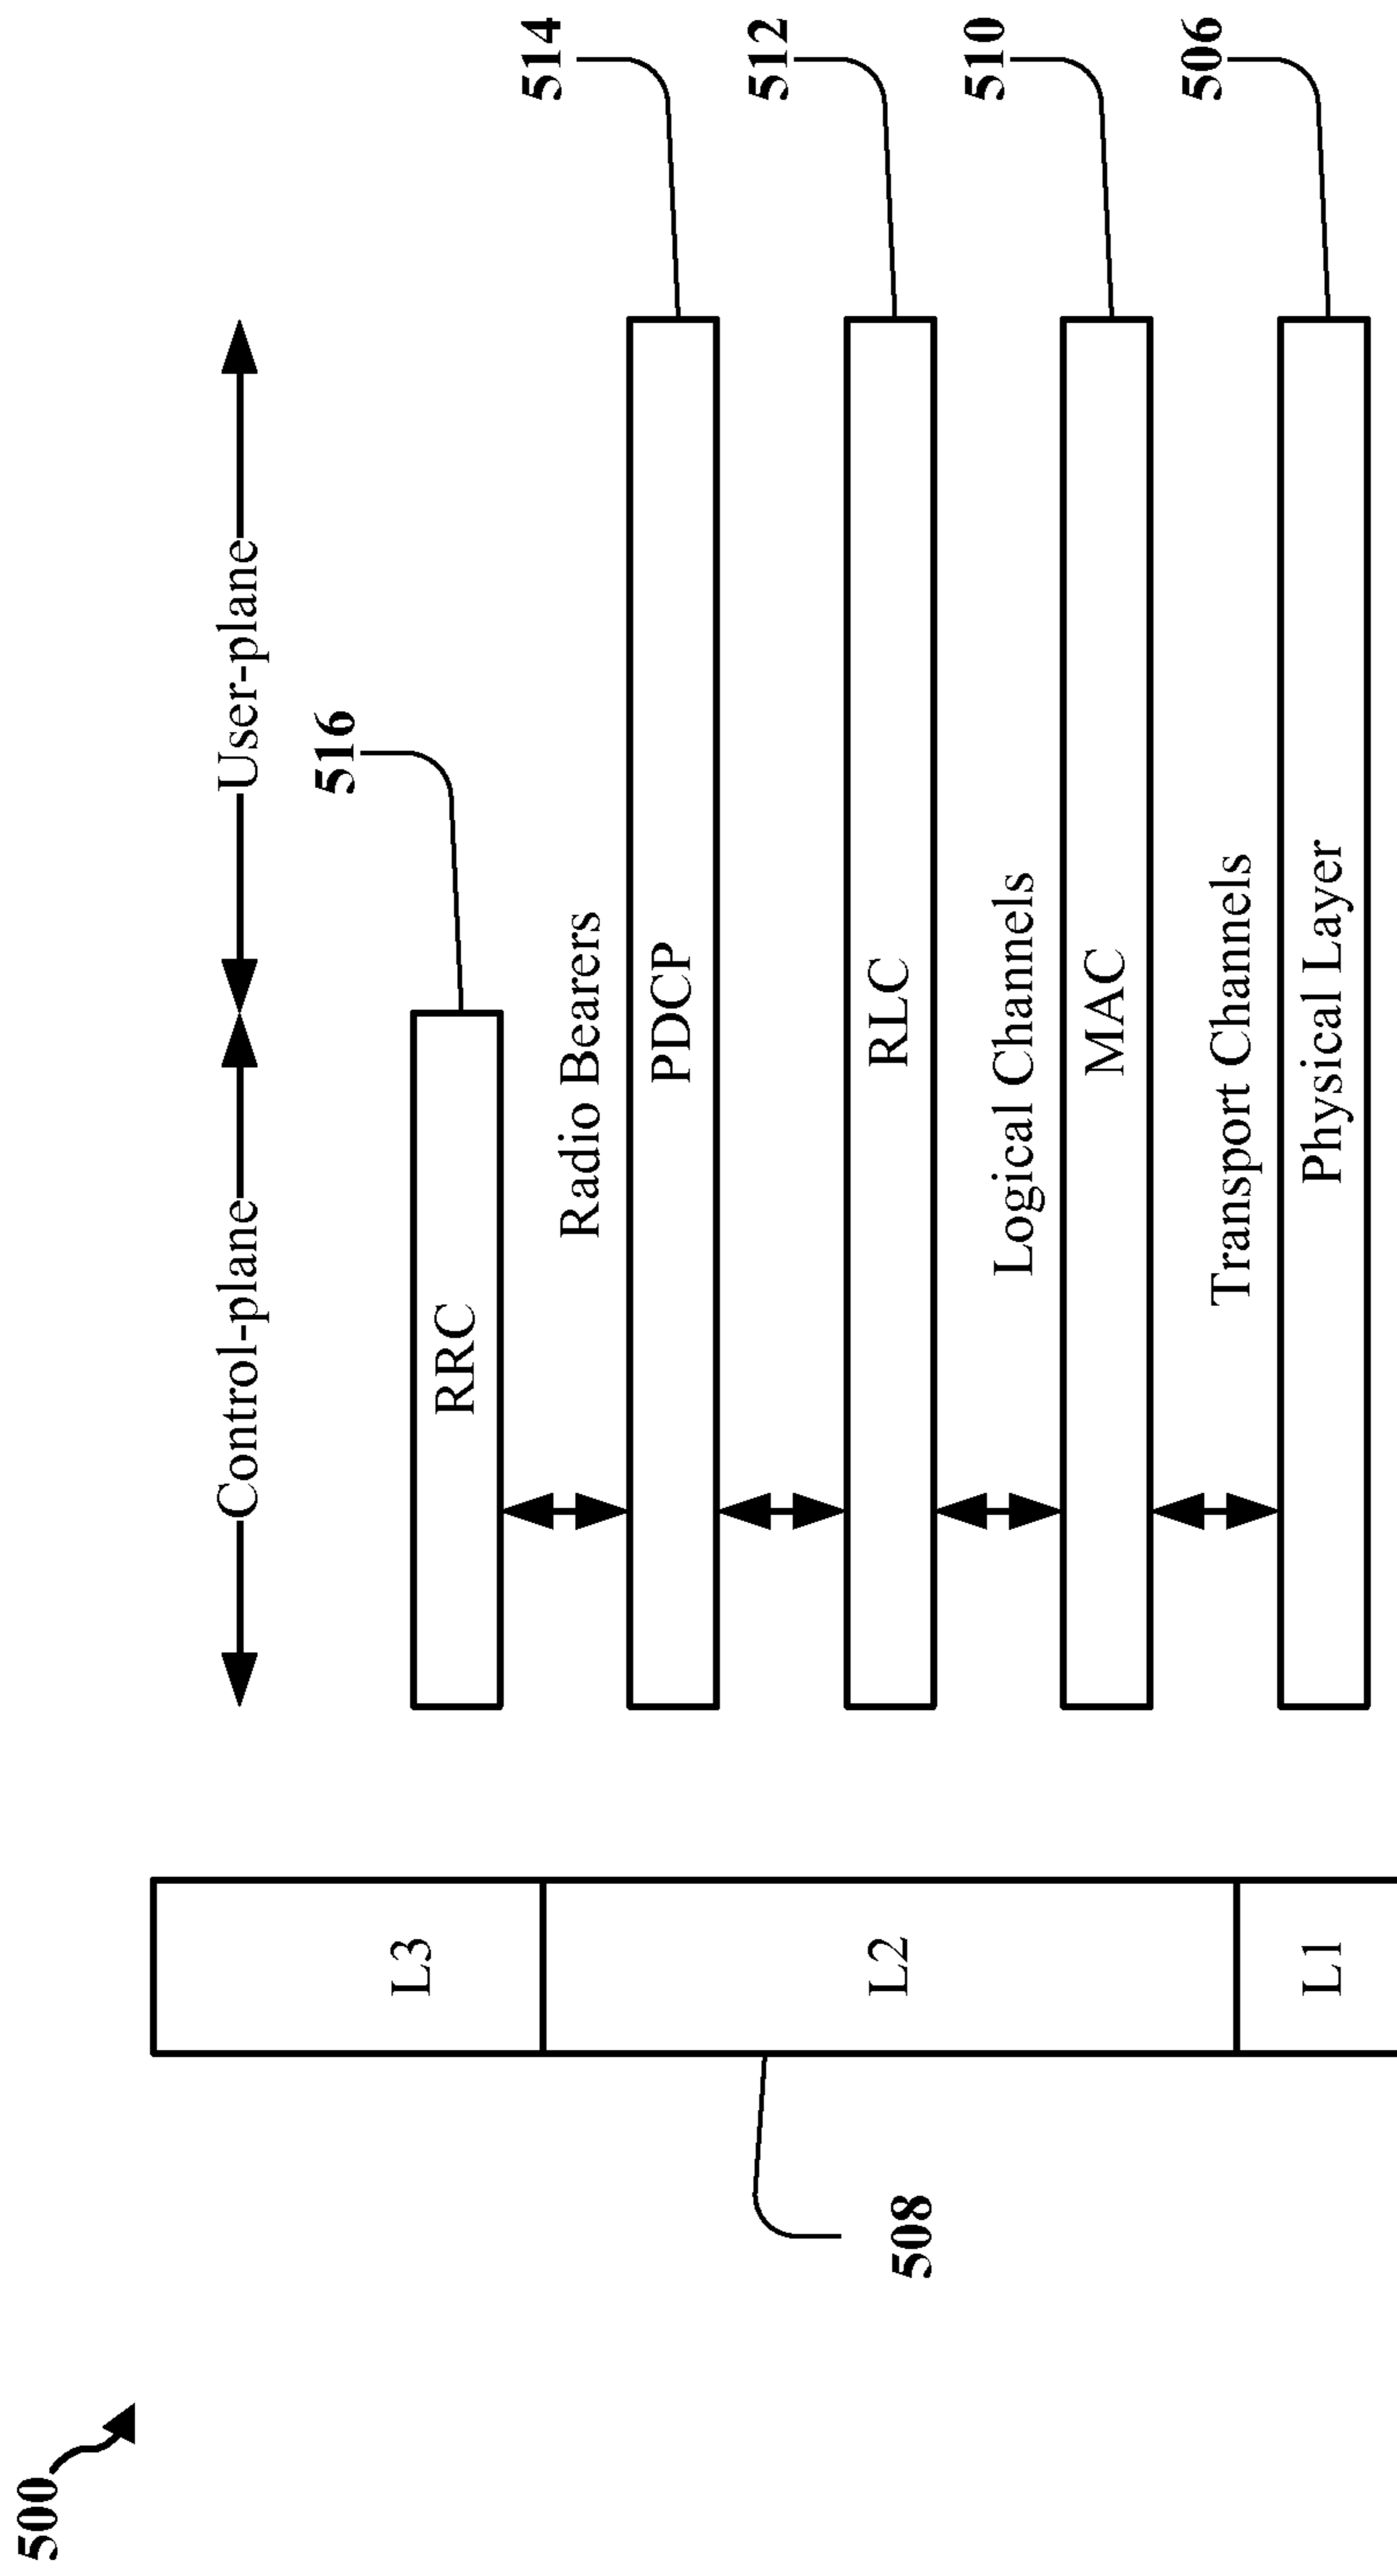 500
Control-plane
User-plane
516
L3
RRC
Radio Bearers
514
PDCP
508
L2
512
RLC
Logical Channels
510
MAC
Transport Channels
506
L1
Physical Layer